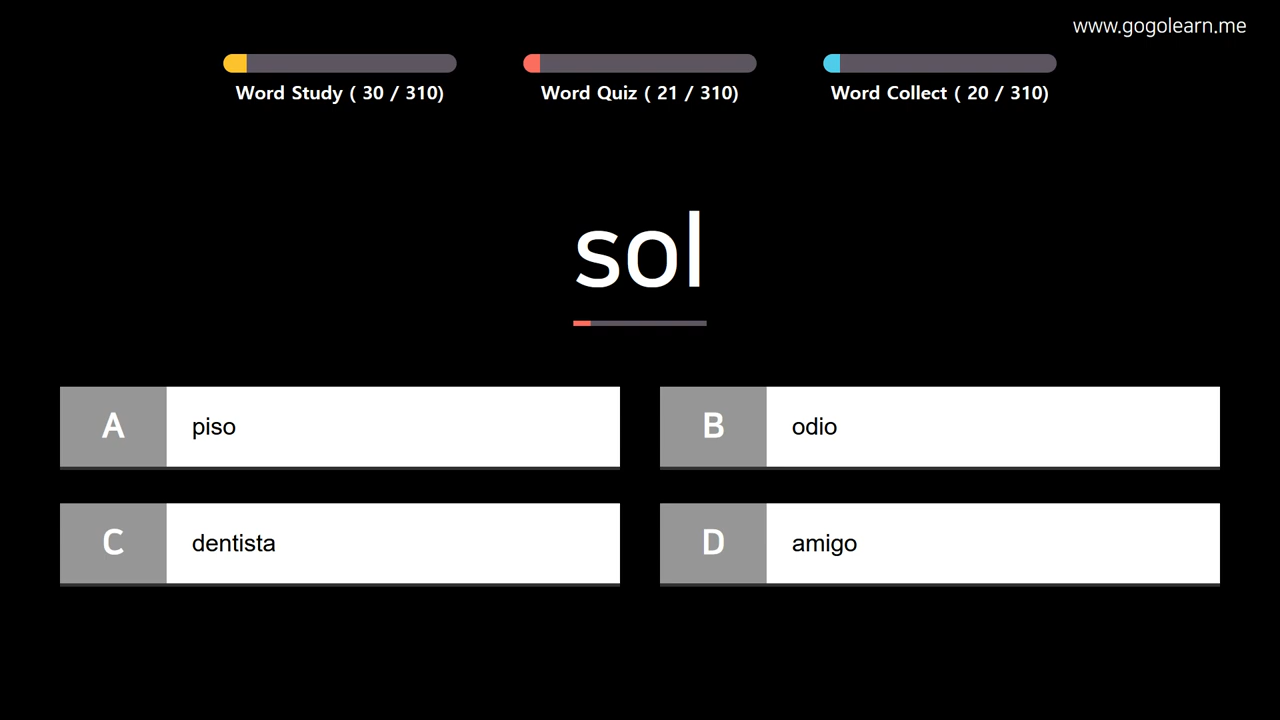 www.gogolearn.me
Word Study ( 30 / 310)
Word Quiz ( 21 / 310)
Word Collect ( 20 / 310)
sol
A piso
B odio
C dentista
D amigo